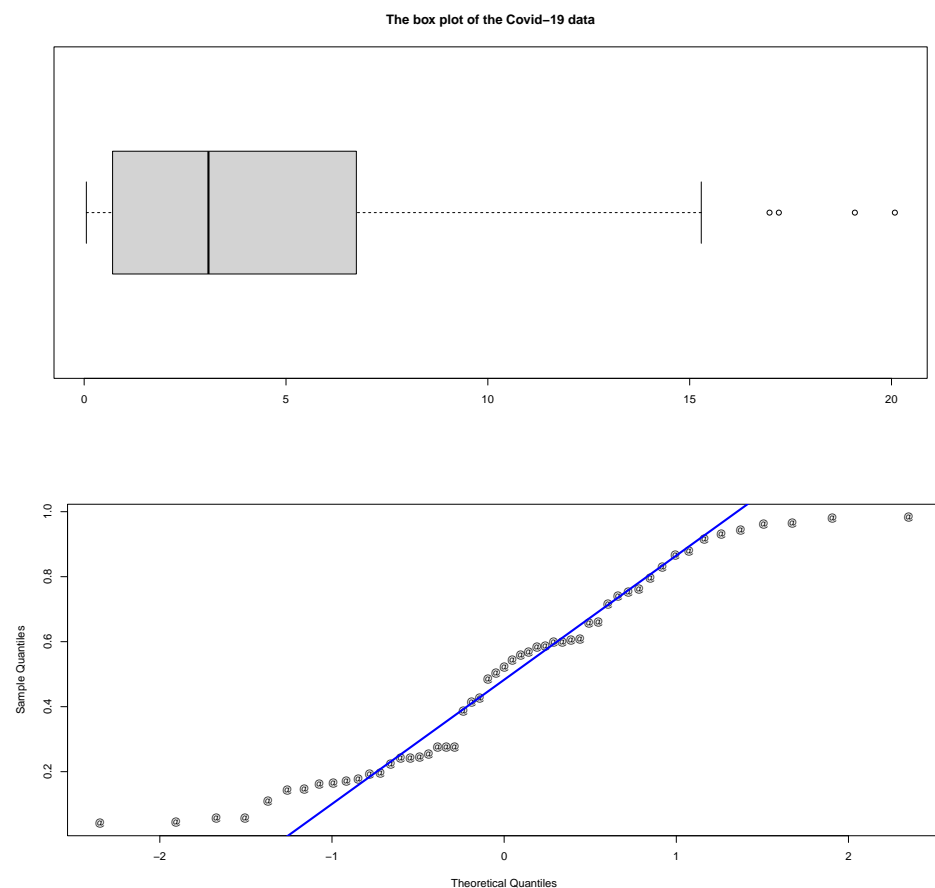 The box plot of the Covid−19 data
0 5 10 15 20
1.0
0.8
0.6
0.4
0.2
Sample Quantiles
−2 −1 0 1 2
Theoretical Quantiles